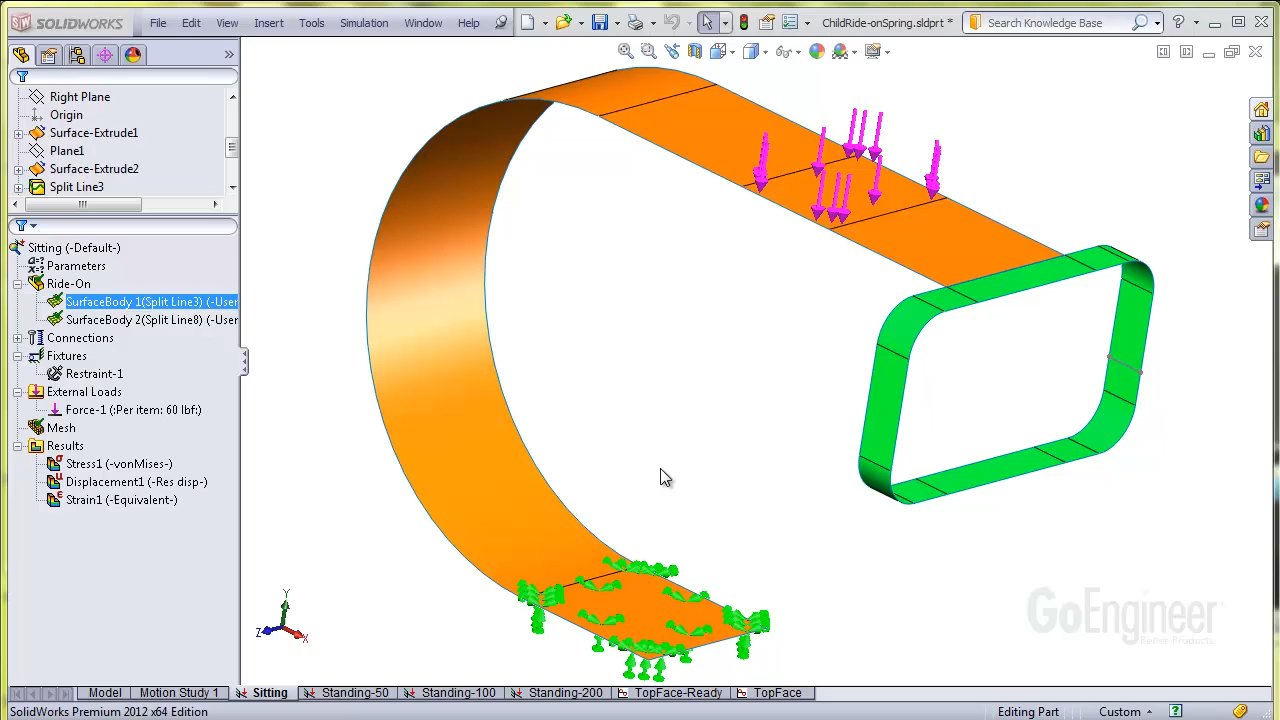 SOLIDWORKS File Edit View Insert Tools Simulation Window Help ChildRide-onSpring.sldprt * Search Knowledge Base
Right Plane
Origin
Surface-Extrude1
Plane1
Surface-Extrude2
Split Line3
Sitting (-Default-)
Parameters
Ride-On
SurfaceBody 1(Split Line3) (-User
SurfaceBody 2(Split Line8) (-User
Connections
Fixtures
Restraint-1
External Loads
Force-1 (:Per item: 60 lbf:)
Mesh
Results
Stress1 (-vonMises-)
Displacement1 (-Res disp-)
Strain1 (-Equivalent-)
Y
Z
X
GoEngineer
Model Motion Study 1 Sitting Standing-50 Standing-100 Standing-200 TopFace-Ready TopFace
SolidWorks Premium 2012 x64 Edition Editing Part Custom